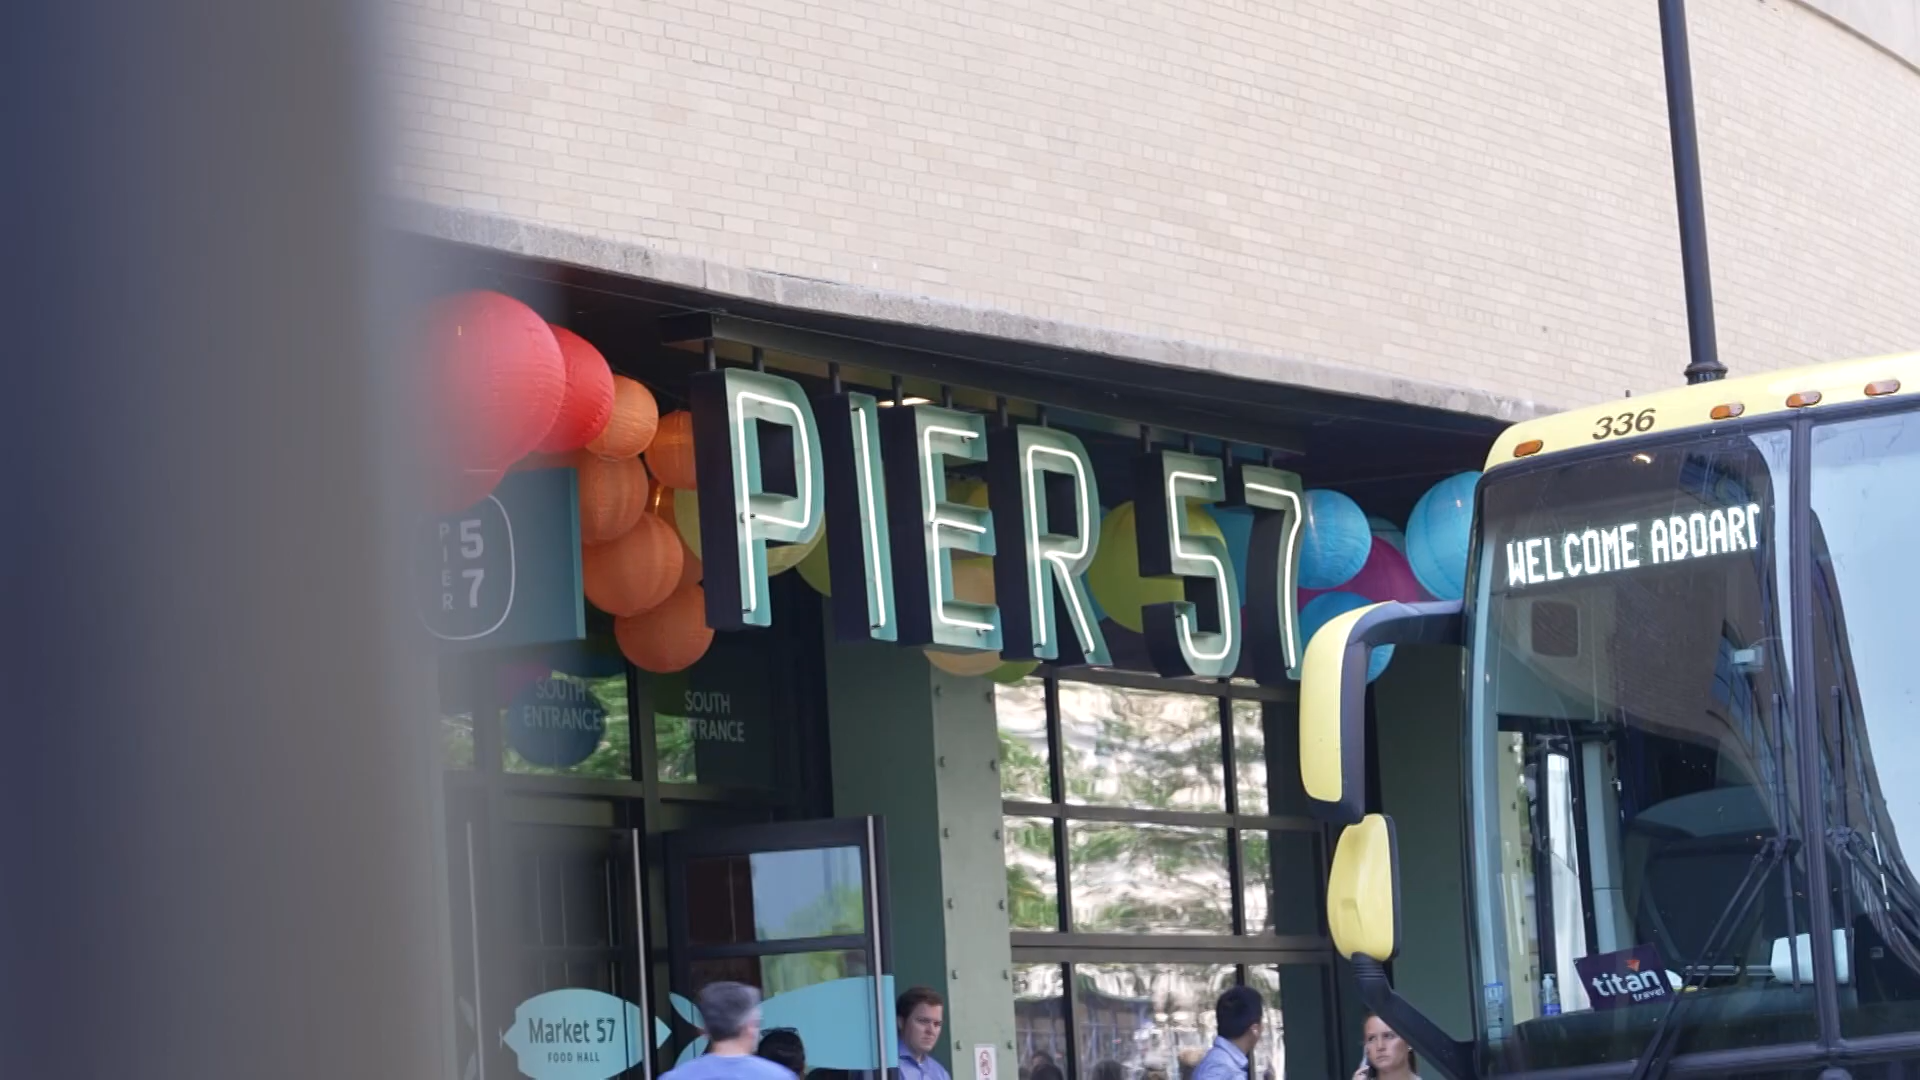 PIER 57
336
WELCOME ABOARD
PIER
57
SOUTH
ENTRANCE
SOUTH
ENTRANCE
titan
travel
Market 57
FOOD HALL